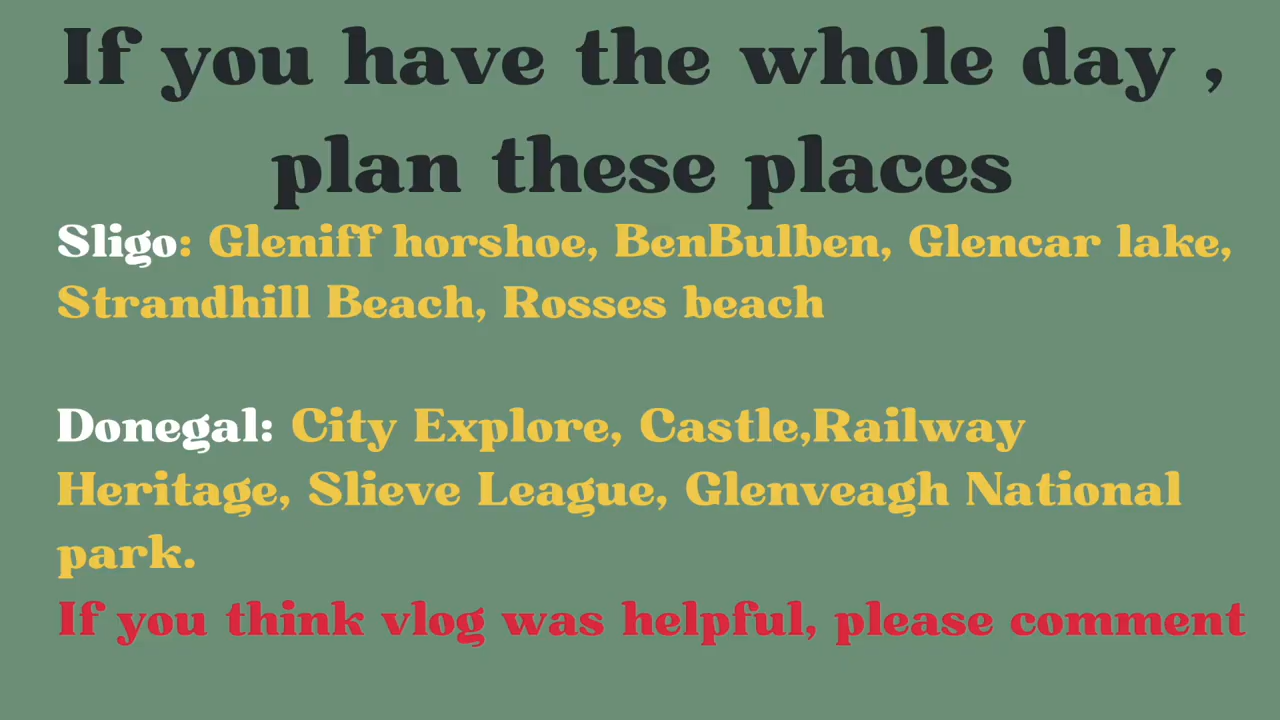 If you have the whole day ,
plan these places
Sligo: Gleniff horshoe, BenBulben, Glencar lake,
Strandhill Beach, Rosses beach
Donegal: City Explore, Castle,Railway
Heritage, Slieve League, Glenveagh National
park.
If you think vlog was helpful, please comment